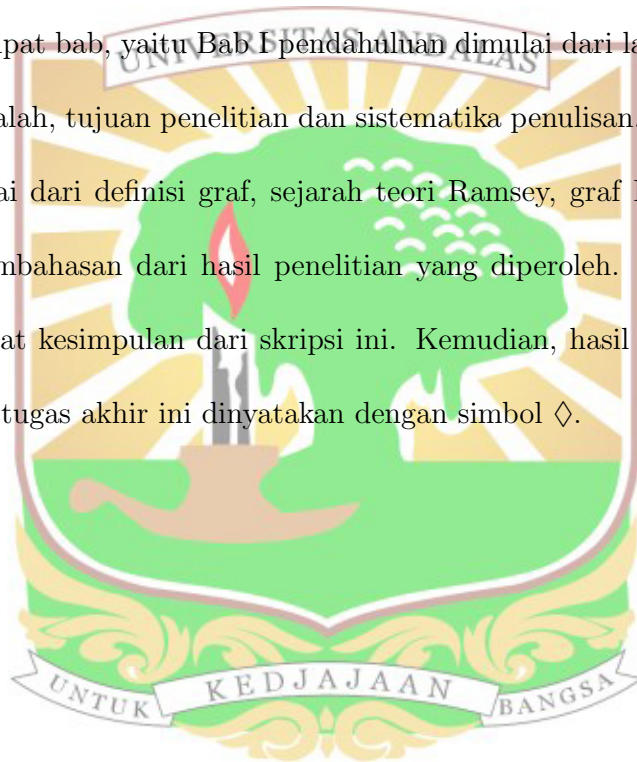 pat bab, yaitu Bab I pendahuluan dimulai dari la
UNIVERSITAS ANDALAS
alah, tujuan penelitian dan sistematika penulisan.
ai dari definisi graf, sejarah teori Ramsey, graf
mbahasan dari hasil penelitian yang diperoleh.
at kesimpulan dari skripsi ini. Kemudian, hasil
tugas akhir ini dinyatakan dengan simbol ◊.
UNTUK KEDJAJAAN BANGSA